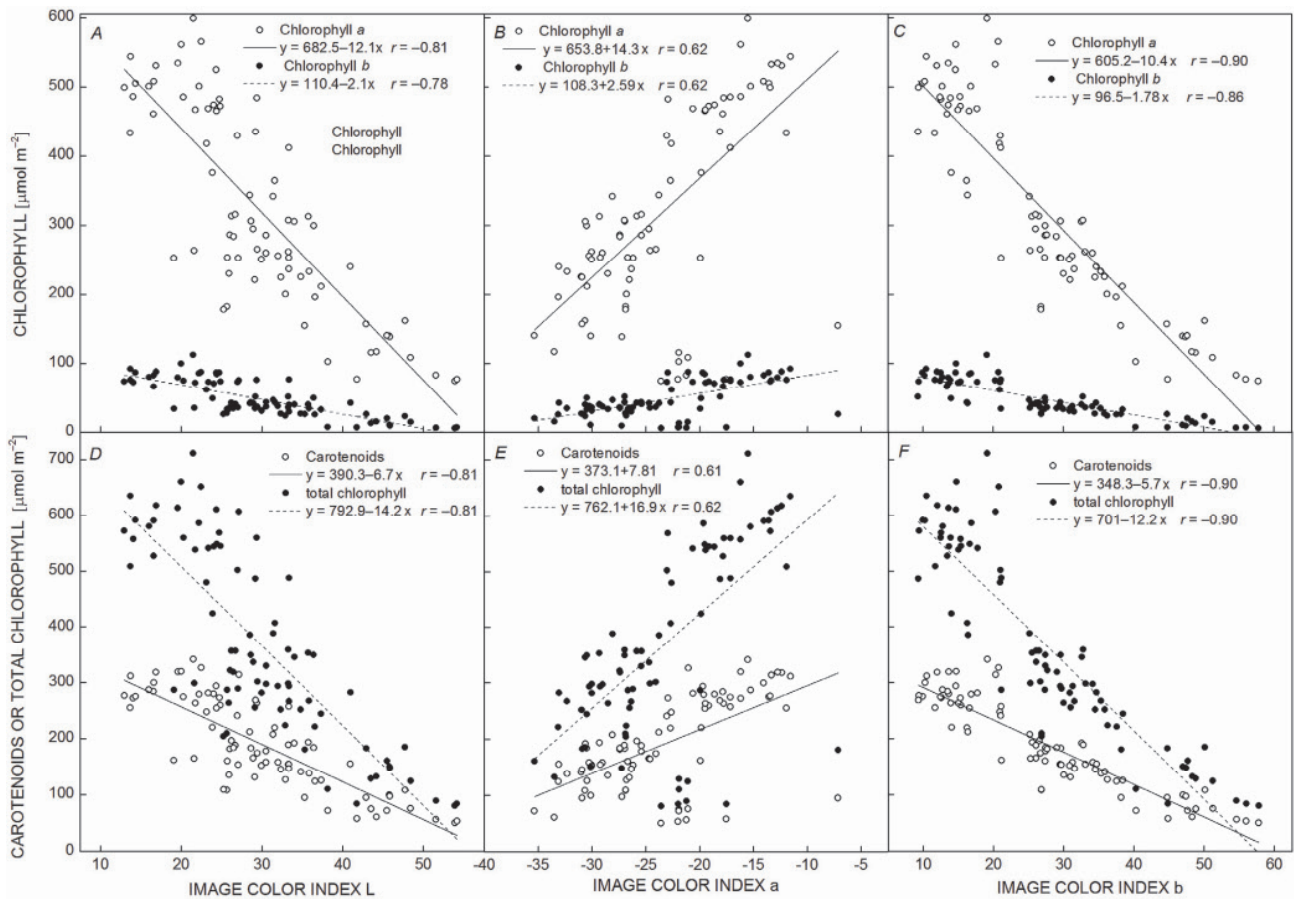 CHLOROPHYLL [µmol m⁻²]
600
500
400
300
200
100
0
A
Chlorophyll a
y = 682.5–12.1x r = –0.81
Chlorophyll b
y = 110.4–2.1x r = –0.78
Chlorophyll
Chlorophyll
B
Chlorophyll a
y = 653.8+14.3x r = 0.62
Chlorophyll b
y = 108.3+2.59x r = 0.62
C
Chlorophyll a
y = 605.2–10.4x r = –0.90
Chlorophyll b
y = 96.5–1.78x r = –0.86
CAROTENOIDS OR TOTAL CHLOROPHYLL [µmol m⁻²]
700
600
500
400
300
200
100
0
D
Carotenoids
y = 390.3–6.7x r = –0.81
total chlorophyll
y = 792.9–14.2x r = –0.81
E
Carotenoids
y = 373.1+7.81 r = 0.61
total chlorophyll
y = 762.1+16.9x r = 0.62
F
Carotenoids
y = 348.3–5.7x r = –0.90
total chlorophyll
y = 701–12.2x r = –0.90
10 20 30 40 50 -40 -35 -30 -25 -20 -15 -10 -5 0 10 20 30 40 50 60
IMAGE COLOR INDEX L
IMAGE COLOR INDEX a
IMAGE COLOR INDEX b